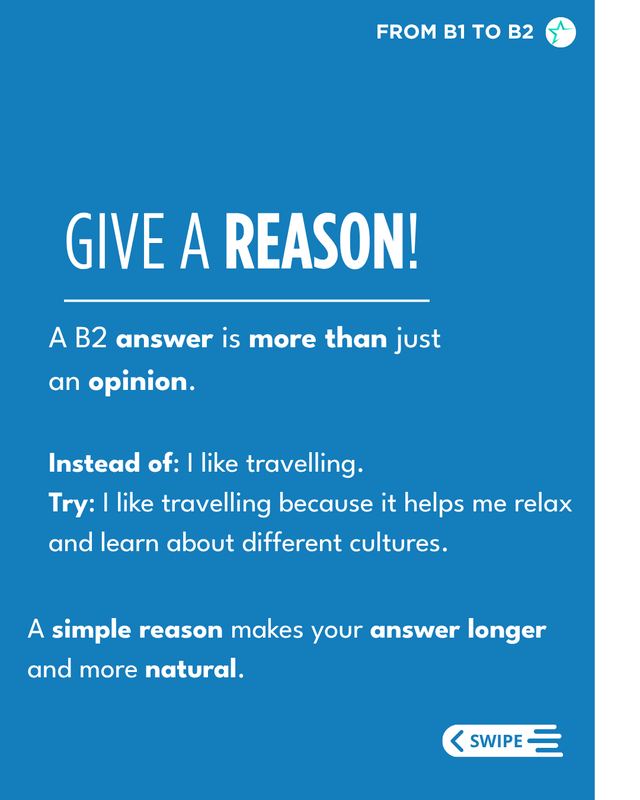 FROM B1 TO B2
GIVE A REASON!
A B2 answer is more than just
an opinion.
Instead of: I like travelling.
Try: I like travelling because it helps me relax
and learn about different cultures.
A simple reason makes your answer longer
and more natural.
SWIPE